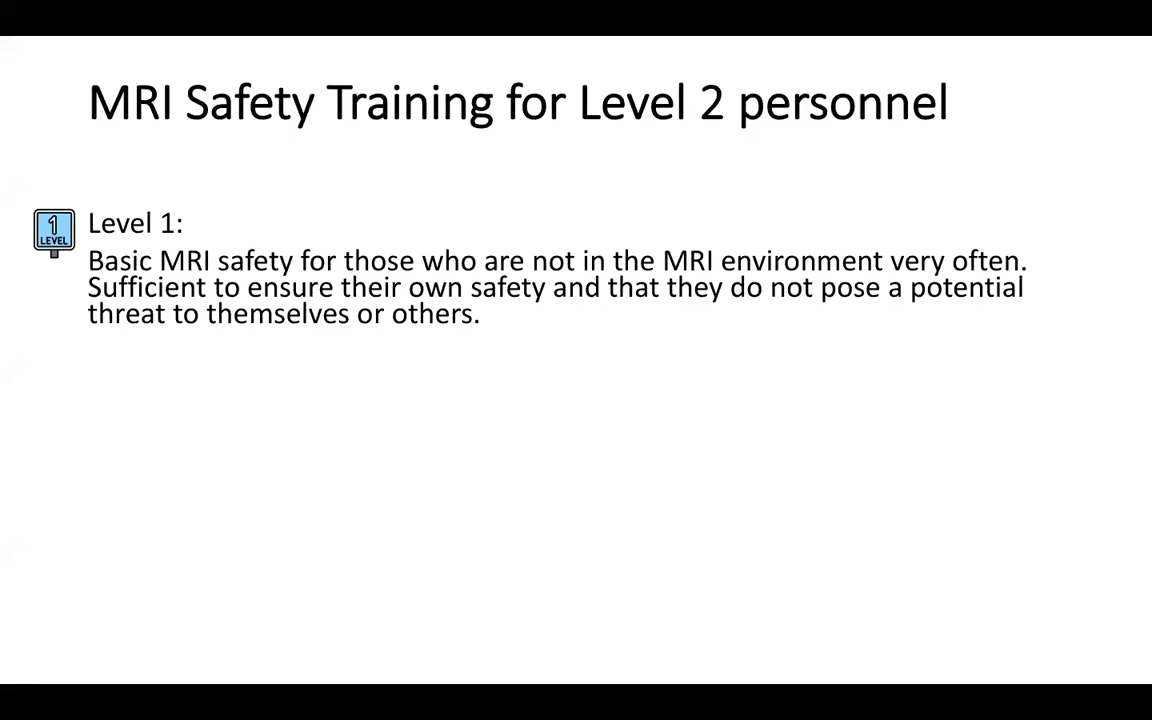 MRI Safety Training for Level 2 personnel
1
LEVEL
Level 1:
Basic MRI safety for those who are not in the MRI environment very often.
Sufficient to ensure their own safety and that they do not pose a potential
threat to themselves or others.